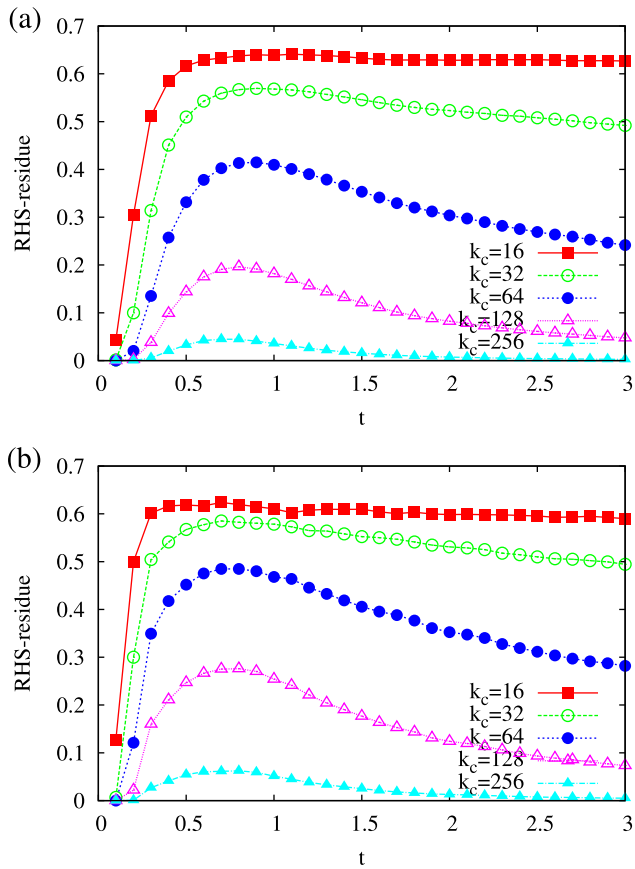 (a)
0.7
0.6
0.5
0.4
0.3
0.2
0.1
0
RHS-residue
k_c=16
k_c=32
k_c=64
k_c=128
k_c=256
0 0.5 1 1.5 2 2.5 3
t
(b)
0.7
0.6
0.5
0.4
0.3
0.2
0.1
0
RHS-residue
k_c=16
k_c=32
k_c=64
k_c=128
k_c=256
0 0.5 1 1.5 2 2.5 3
t